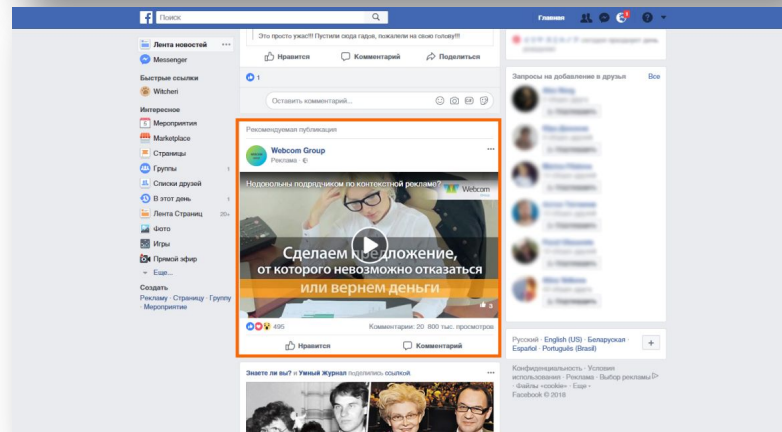 Поиск
Главная
Лента новостей
Messenger
Быстрые ссылки
Witcheri
Интересное
Мероприятия
Marketplace
Страницы
Группы 1
Списки друзей
В этот день 1
Лента Страниц 20+
Фото
Игры
Прямой эфир
Еще...
Создать
Рекламу · Страницу · Группу
· Мероприятие
Это просто ужас!!! Пустили сюда гадов, пожалели на свою голову!!!
Нравится Комментарий Поделиться
1
Оставить комментарий...
Рекомендуемая публикация
Webcom Group
Реклама ·
Недовольны подрядчиком по контекстной рекламе?
Webcom
Сделаем предложение,
от которого невозможно отказаться
или вернем деньги
3
495 Комментарии: 20 800 тыс. просмотров
Нравится Комментарий
Знаете ли вы? и Умный Журнал поделились ссылкой.
Запросы на добавление в друзья Все
Русский · English (US) · Беларуская ·
Español · Português (Brasil)
Конфиденциальность · Условия
использования · Реклама · Выбор рекламы
· Файлы «cookie» · Еще
Facebook © 2018